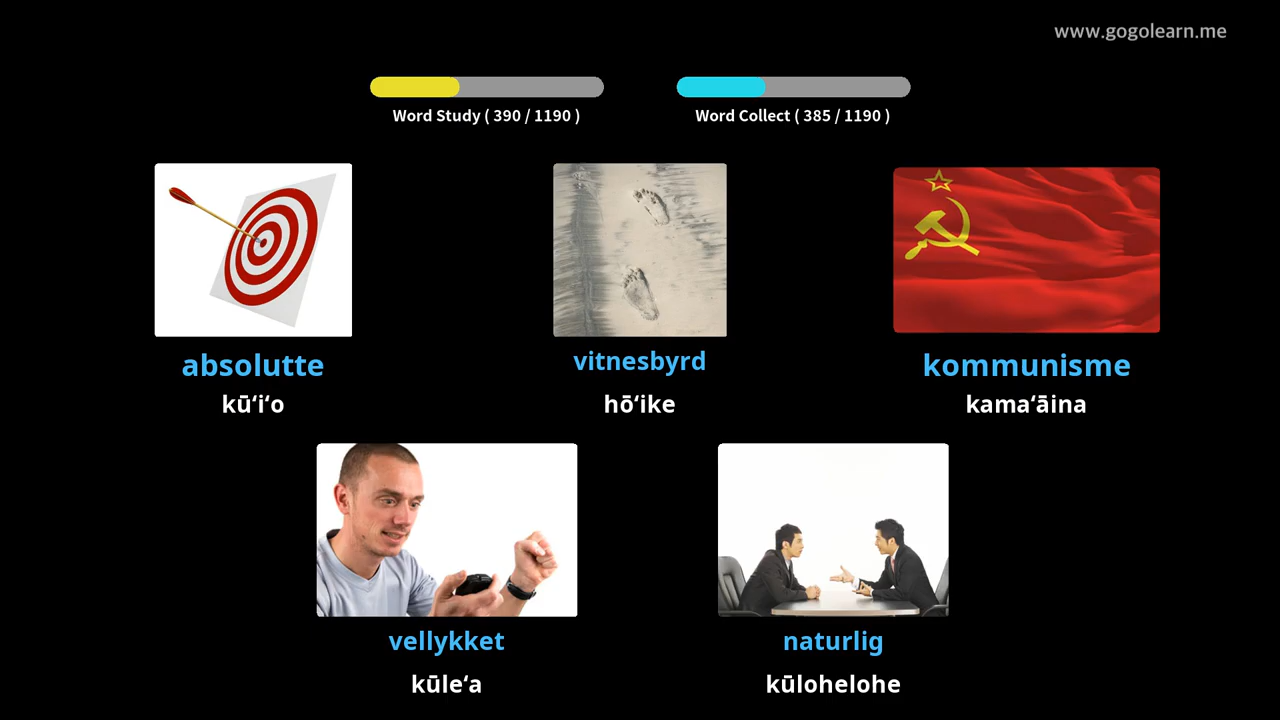 www.gogolearn.me
Word Study ( 390 / 1190 )
Word Collect ( 385 / 1190 )
absolutte
vitnesbyrd
kommunisme
kūʻiʻo
hōʻike
kamaʻāina
vellykket
naturlig
kūleʻa
kūlohelohe